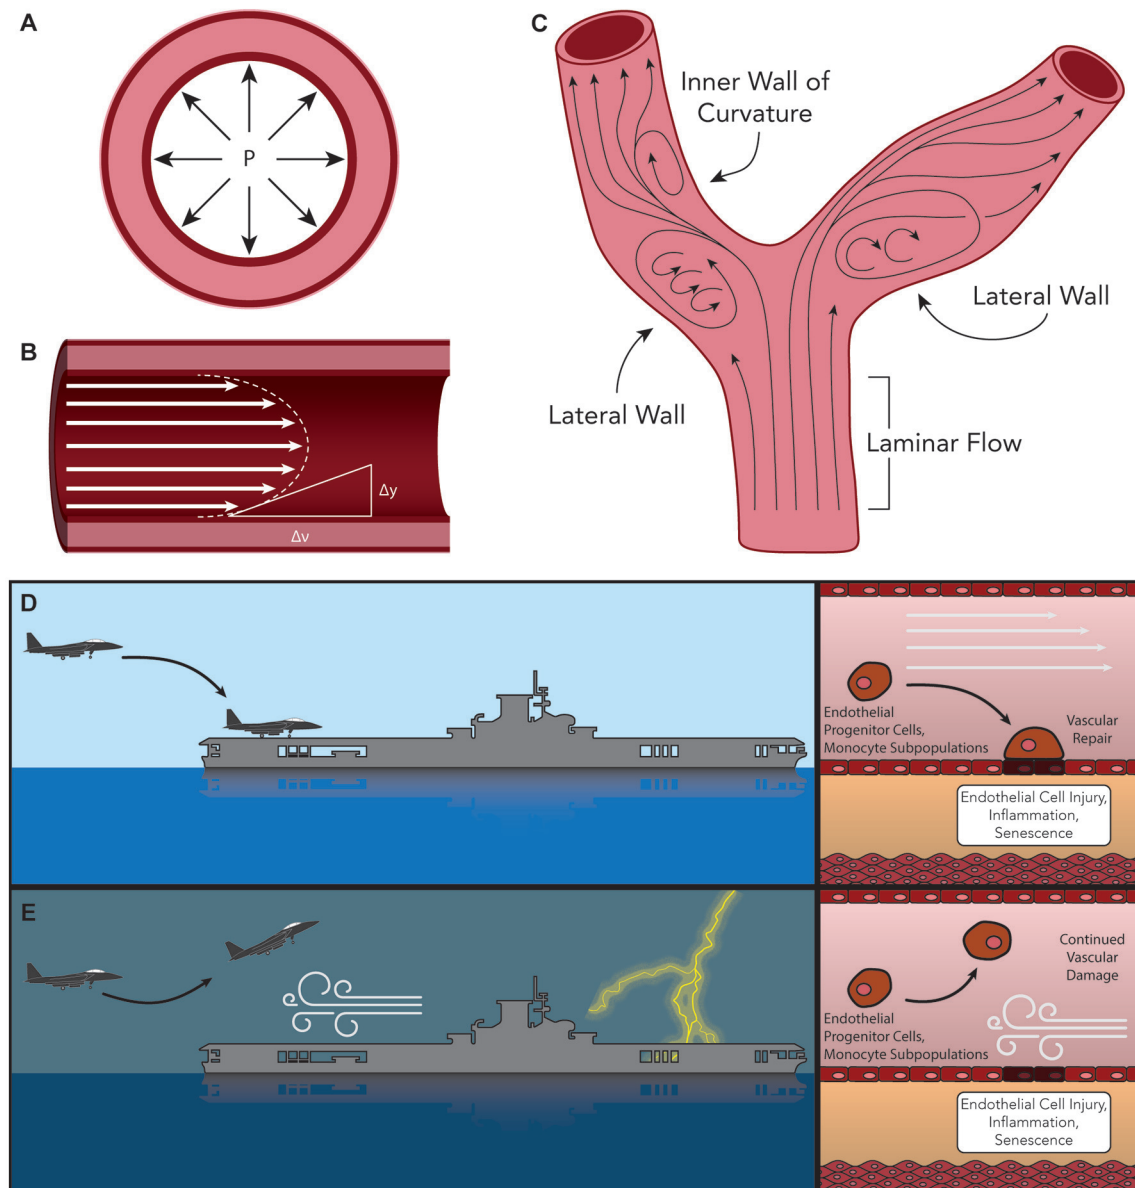 A
P
B
Δy
Δν
C
Inner Wall of
Curvature
Lateral Wall
Lateral Wall
Laminar Flow
D
Endothelial
Progenitor Cells,
Monocyte Subpopulations
Vascular
Repair
Endothelial Cell Injury,
Inflammation,
Senescence
E
Continued
Vascular
Damage
Endothelial
Progenitor Cells,
Monocyte Subpopulations
Endothelial Cell Injury,
Inflammation,
Senescence